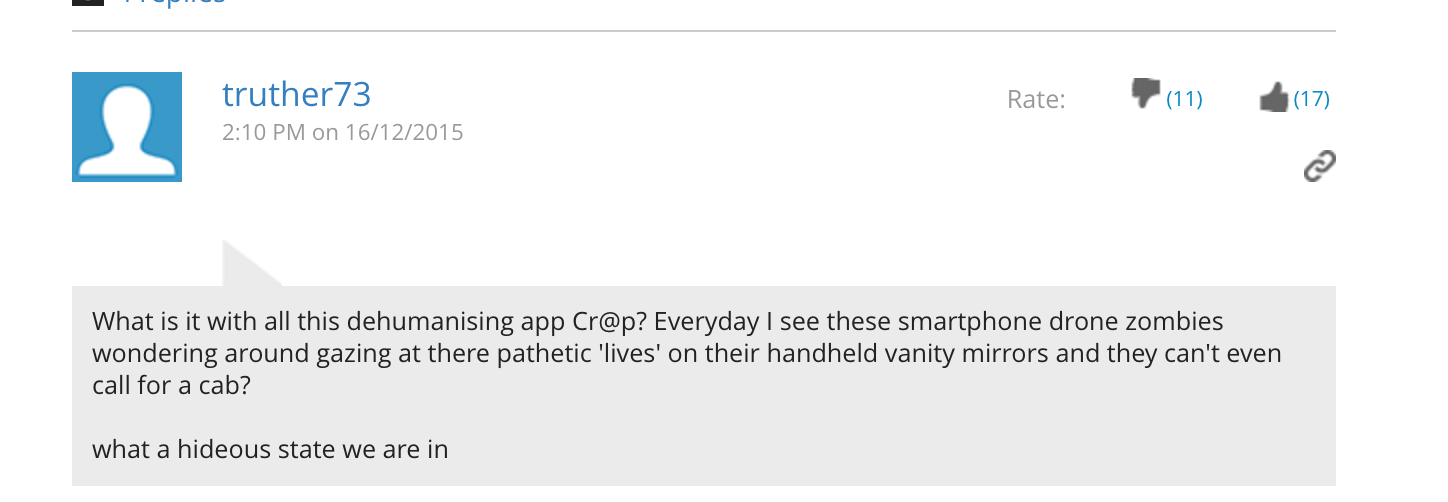 truther73
2:10 PM on 16/12/2015
Rate:
(11)
(17)
What is it with all this dehumanising app Cr@p? Everyday I see these smartphone drone zombies
wondering around gazing at there pathetic 'lives' on their handheld vanity mirrors and they can't even
call for a cab?
what a hideous state we are in